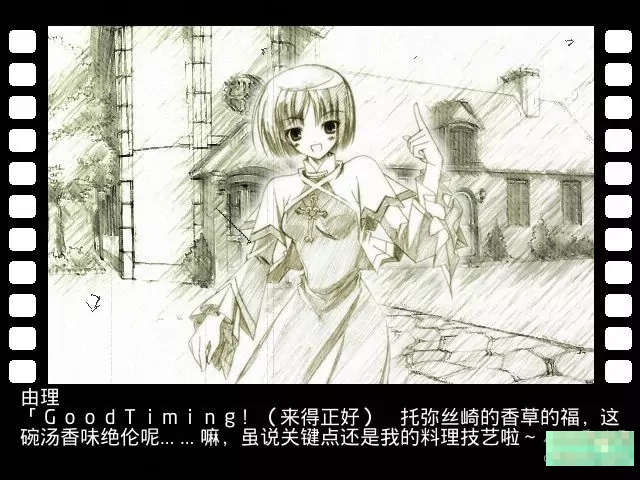 由理
「ＧｏｏｄＴｉｍｉｎｇ！（来得正好）　托弥丝崎的香草的福，这
碗汤香味绝伦呢... ...嘛，虽说关键点还是我的料理技艺啦～